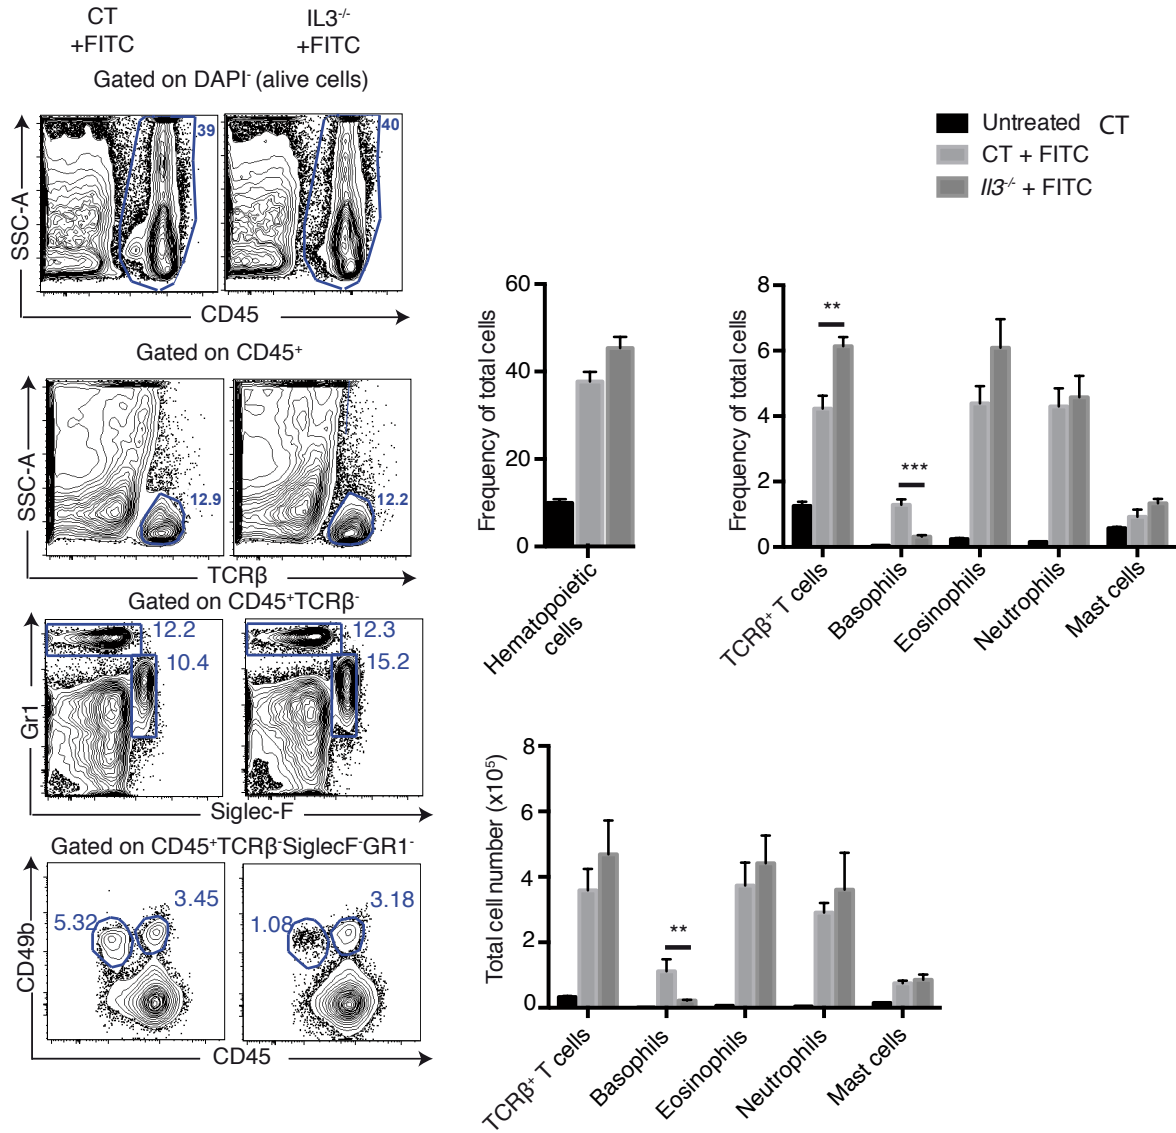 CT
+FITC
IL3-/-
+FITC
Gated on DAPI- (alive cells)
39
40
SSC-A
CD45
Gated on CD45+
12.9
12.2
SSC-A
TCRβ
Gated on CD45+TCRβ-
12.2
10.4
12.3
15.2
Gr1
Siglec-F
Gated on CD45+TCRβ-SiglecF-GR1-
5.32
3.45
1.08
3.18
CD49b
CD45
Untreated CT
CT + FITC
Il3-/- + FITC
Frequency of total cells
60
40
20
0
Hematopoietic
cells
Frequency of total cells
8
6
4
2
0
**
***
TCRβ+ T cells
Basophils
Eosinophils
Neutrophils
Mast cells
Total cell number (x10⁵)
8
6
4
2
0
**
TCRβ+ T cells
Basophils
Eosinophils
Neutrophils
Mast cells